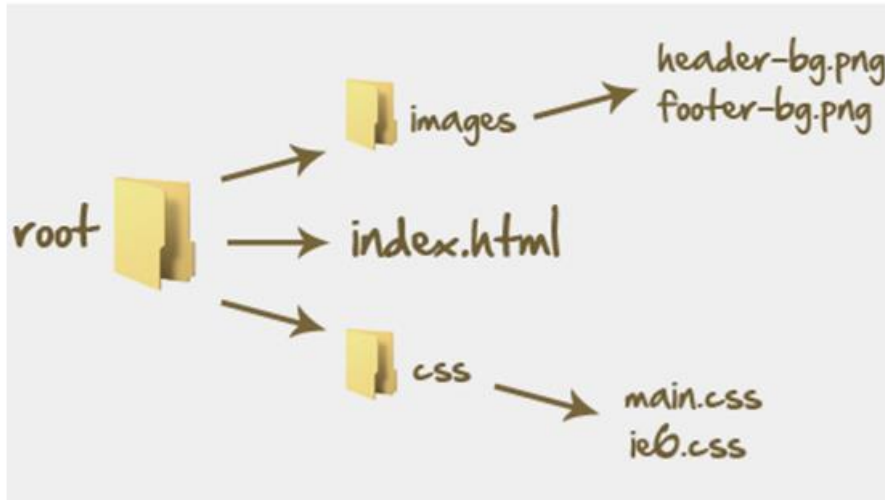 root
images
header-bg.png
footer-bg.png
index.html
css
main.css
ie6.css